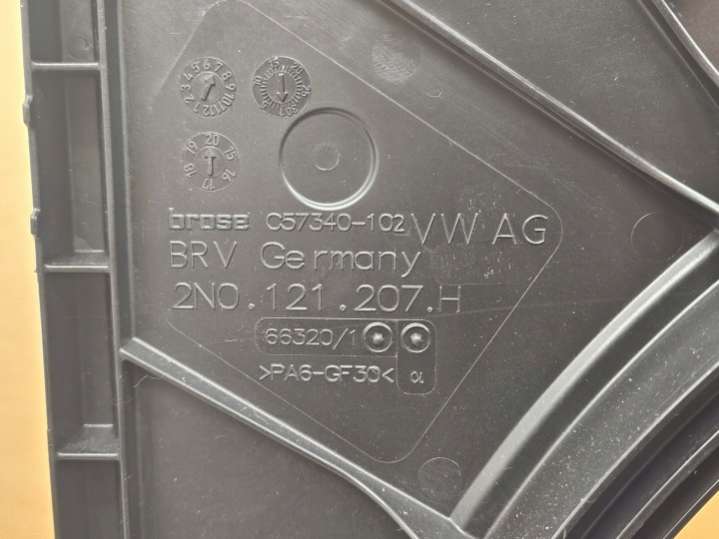 brose C57340-102 VW AG
BRV Germany
2N0.121.207.H
66320/1
>PA6-GF30<